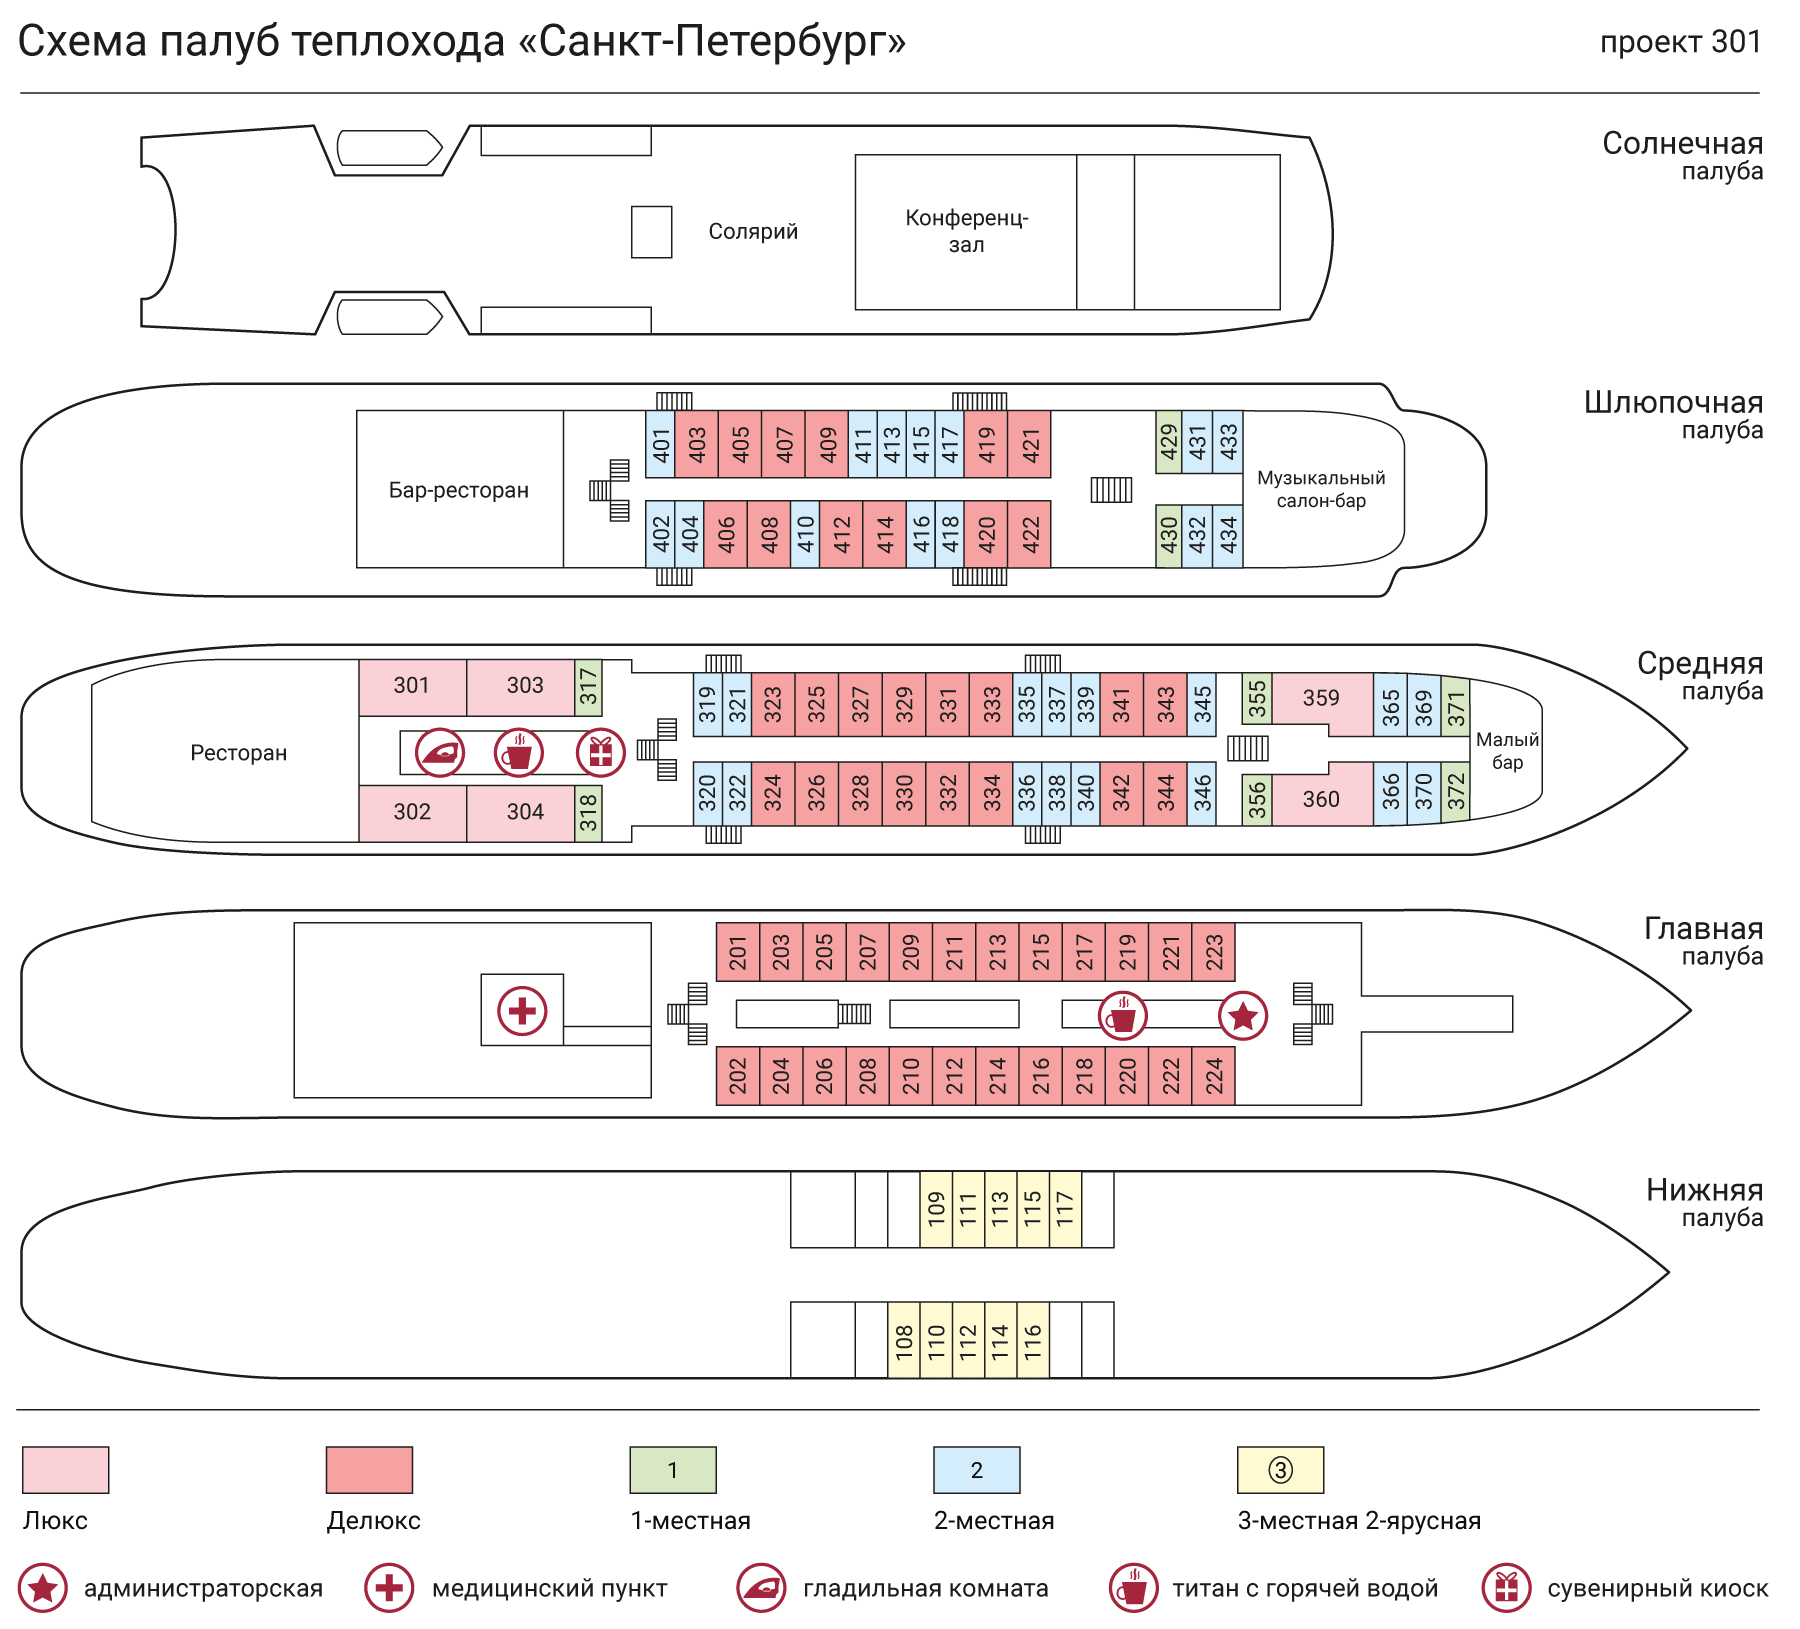 Схема палуб теплохода «Санкт-Петербург»
проект 301
Солнечная
палуба
Солярий
Конференц-
зал
Шлюпочная
палуба
401 403 405 407 409 411 413 415 417 419 421 429 431 433
Бар-ресторан
Музыкальный
салон-бар
402 404 406 408 410 412 414 416 418 420 422 430 432 434
Средняя
палуба
301 303 317 319 321 323 325 327 329 331 333 335 337 339 341 343 345 355 359 365 369 371
Ресторан
Малый
бар
302 304 318 320 322 324 326 328 330 332 334 336 338 340 342 344 346 356 360 366 370 372
Главная
палуба
201 203 205 207 209 211 213 215 217 219 221 223
202 204 206 208 210 212 214 216 218 220 222 224
Нижняя
палуба
109 111 113 115 117
108 110 112 114 116
1 2 3
Люкс Делюкс 1-местная 2-местная 3-местная 2-ярусная
администраторская медицинский пункт гладильная комната титан с горячей водой сувенирный киоск